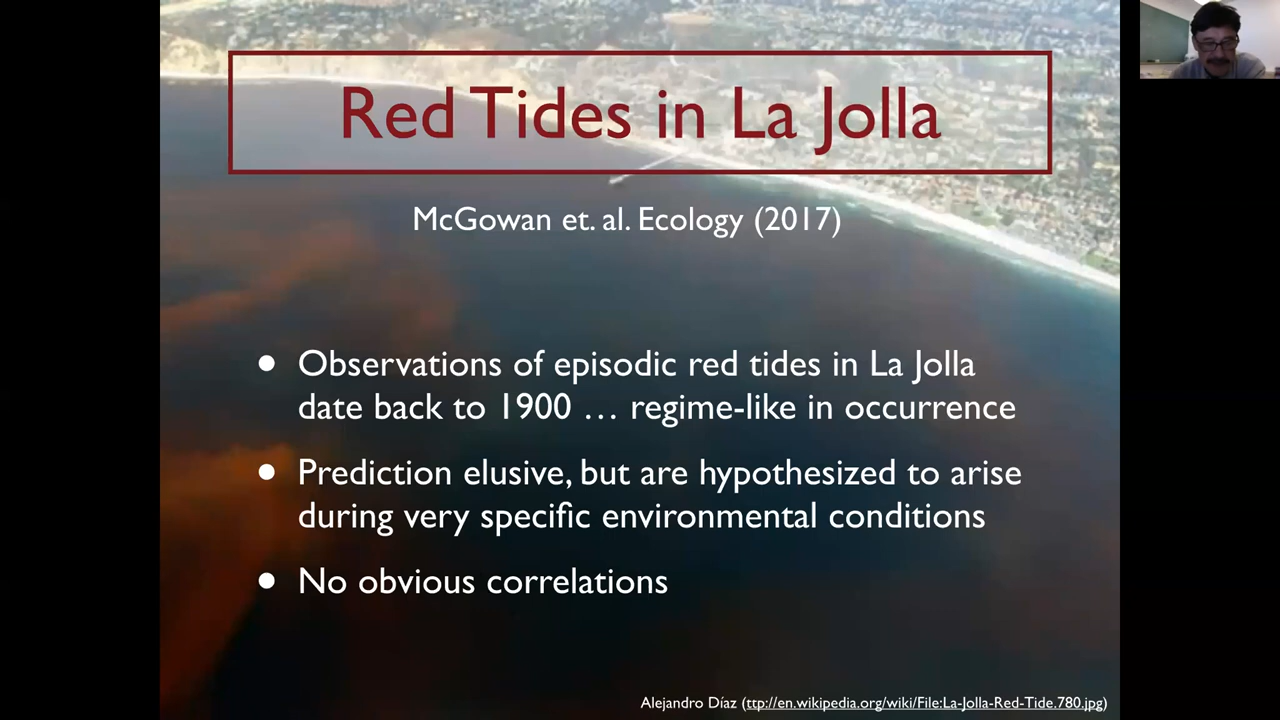 Red Tides in La Jolla
McGowan et. al. Ecology (2017)
• Observations of episodic red tides in La Jolla
date back to 1900 … regime-like in occurrence
• Prediction elusive, but are hypothesized to arise
during very specific environmental conditions
• No obvious correlations
Alejandro Díaz (ttp://en.wikipedia.org/wiki/File:La-Jolla-Red-Tide.780.jpg)